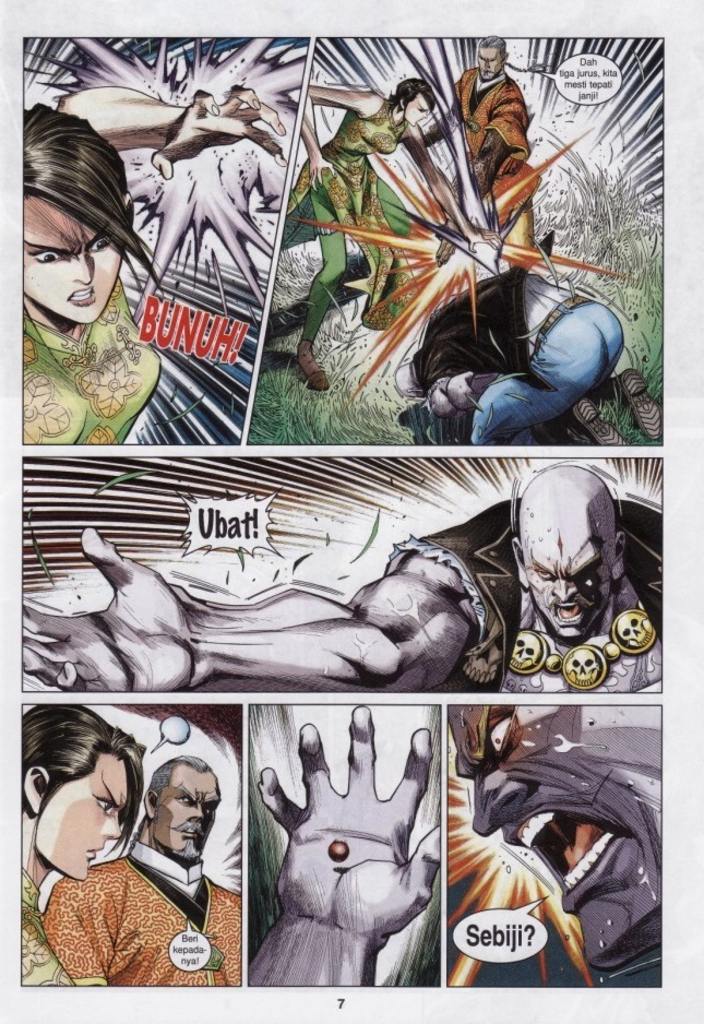 BUNUH!
Dah
tiga jurus, kita
mesti tepati
janji!
Ubat!
Beri
kepada-
nya!
Sebiji?
7